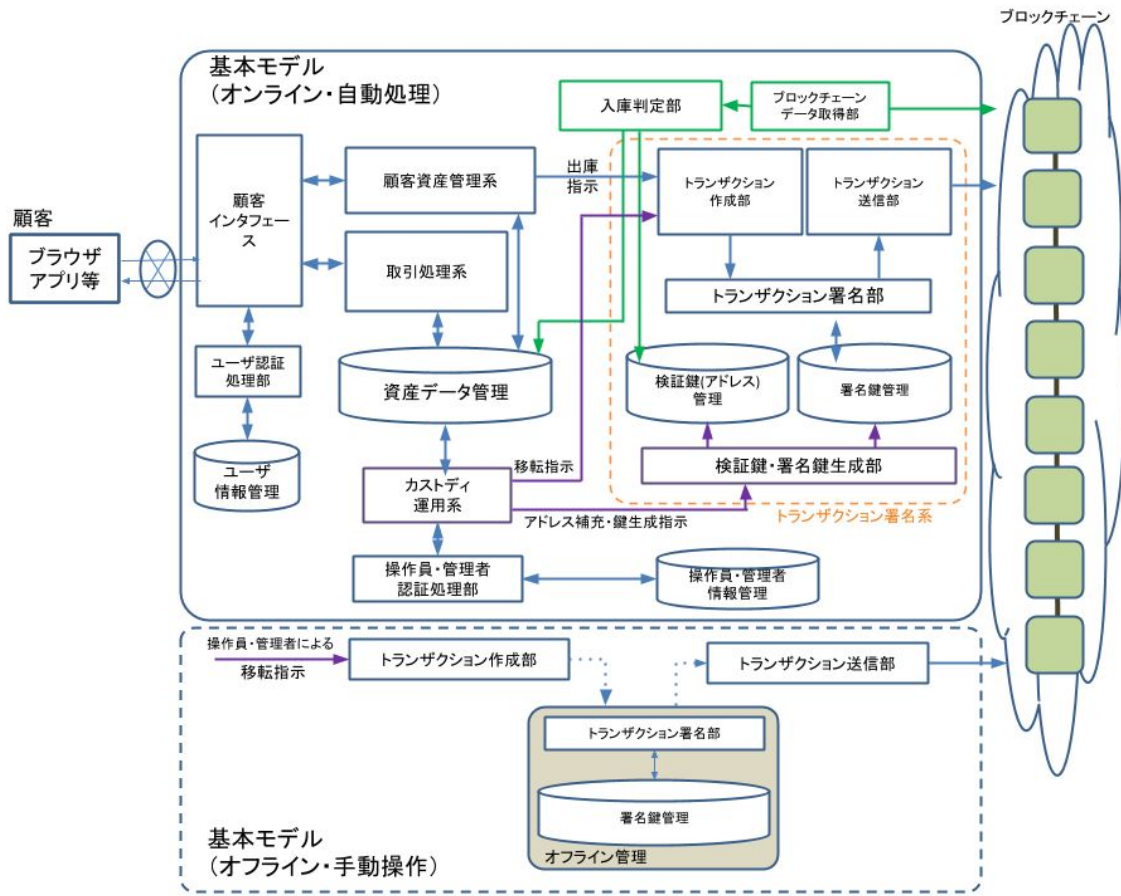 ブロックチェーン
基本モデル
（オンライン・自動処理）
入庫判定部
ブロックチェーン
データ取得部
顧客
インタフェー
ス
顧客資産管理系
出庫
指示
トランザクション
作成部
トランザクション
送信部
顧客
ブラウザ
アプリ等
取引処理系
トランザクション署名部
ユーザ認証
処理部
資産データ管理
検証鍵(アドレス)
管理
署名鍵管理
ユーザ
情報管理
移転指示
カストディ
運用系
検証鍵・署名鍵生成部
アドレス補充・鍵生成指示
トランザクション署名系
操作員・管理者
認証処理部
操作員・管理者
情報管理
操作員・管理者による
移転指示
トランザクション作成部
トランザクション送信部
トランザクション署名部
署名鍵管理
オフライン管理
基本モデル
（オフライン・手動操作）